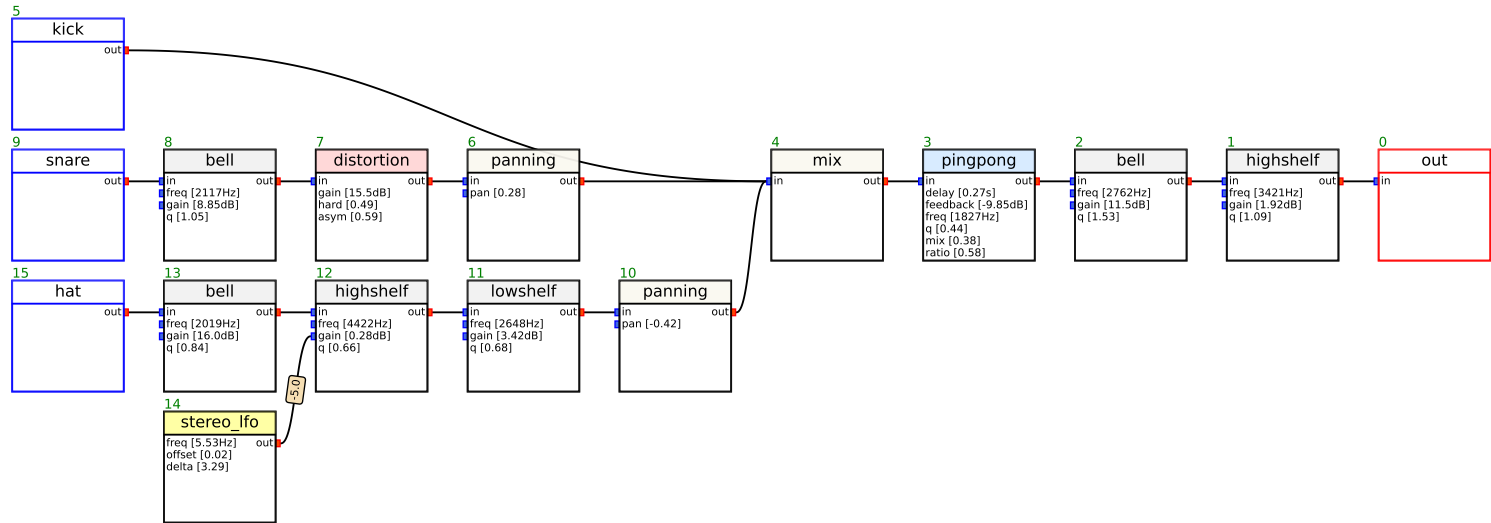 5
kick
out
9
snare
out
8
bell
in out
freq [2117Hz]
gain [8.85dB]
q [1.05]
7
distortion
in out
gain [15.5dB]
hard [0.49]
asym [0.59]
6
panning
in out
pan [0.28]
4
mix
in out
3
pingpong
in out
delay [0.27s]
feedback [-9.85dB]
freq [1827Hz]
q [0.44]
mix [0.38]
ratio [0.58]
2
bell
in out
freq [2762Hz]
gain [11.5dB]
q [1.53]
1
highshelf
in out
freq [3421Hz]
gain [1.92dB]
q [1.09]
0
out
in
15
hat
out
13
bell
in out
freq [2019Hz]
gain [16.0dB]
q [0.84]
12
highshelf
in out
freq [4422Hz]
gain [0.28dB]
q [0.66]
11
lowshelf
in out
freq [2648Hz]
gain [3.42dB]
q [0.68]
10
panning
in out
pan [-0.42]
-5.0
14
stereo_lfo
freq [5.53Hz] out
offset [0.02]
delta [3.29]